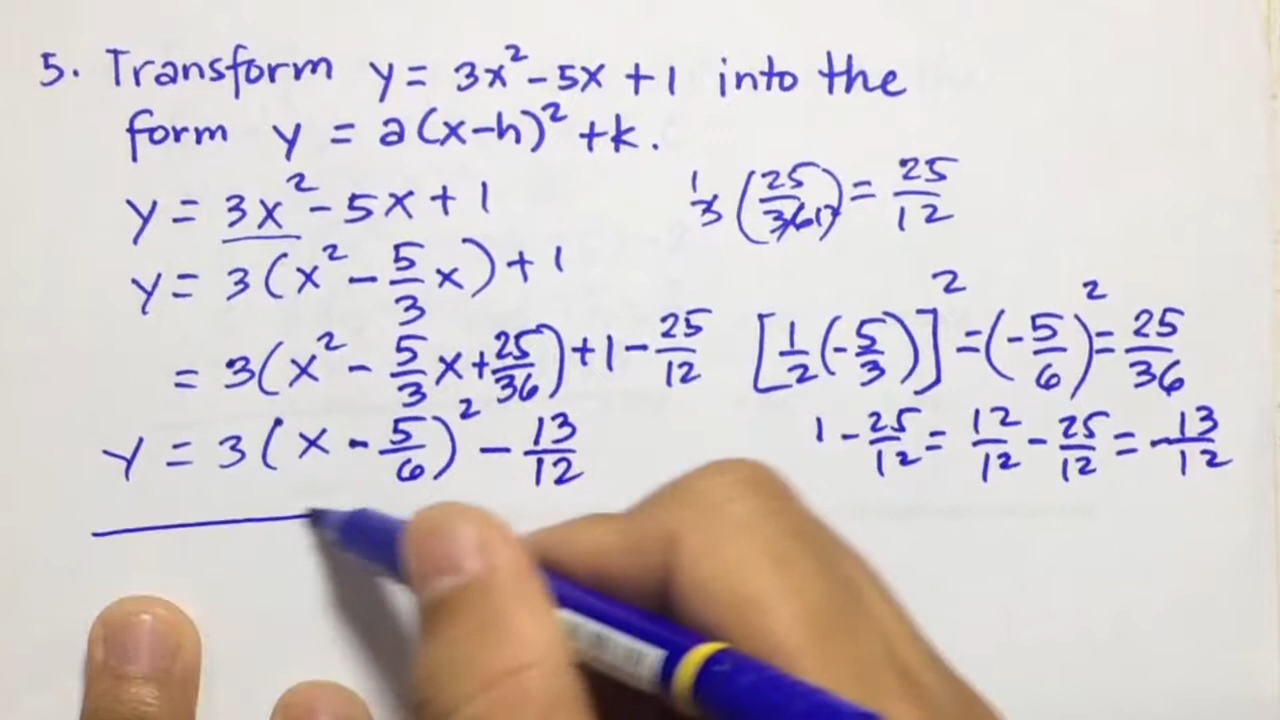 5. Transform y = 3x² - 5x + 1 into the
form y = a(x-h)² + k.
y = 3x² - 5x + 1
y = 3(x² - 5/3 x) + 1
= 3(x² - 5/3 x + 25/36) + 1 - 25/12
y = 3(x - 5/6)² - 13/12
1 3 (25/36 12) = 25/12
[1/2(-5/3)]² = (-5/6)² = 25/36
1 - 25/12 = 12/12 - 25/12 = -13/12